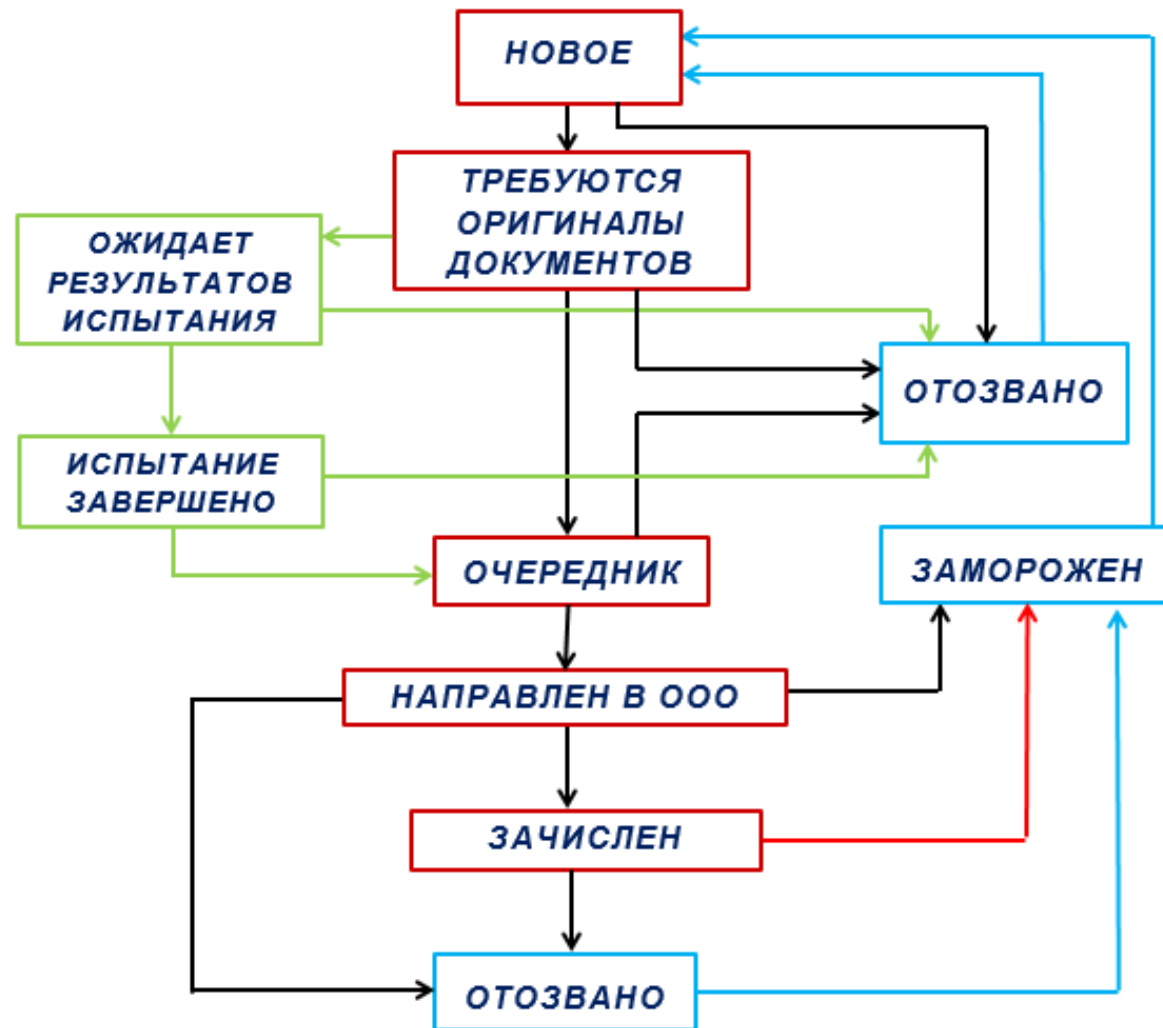 НОВОЕ
ТРЕБУЮТСЯ
ОРИГИНАЛЫ
ДОКУМЕНТОВ
ОЖИДАЕТ
РЕЗУЛЬТАТОВ
ИСПЫТАНИЯ
ОТОЗВАНО
ИСПЫТАНИЕ
ЗАВЕРШЕНО
ОЧЕРЕДНИК
ЗАМОРОЖЕН
НАПРАВЛЕН В ООО
ЗАЧИСЛЕН
ОТОЗВАНО